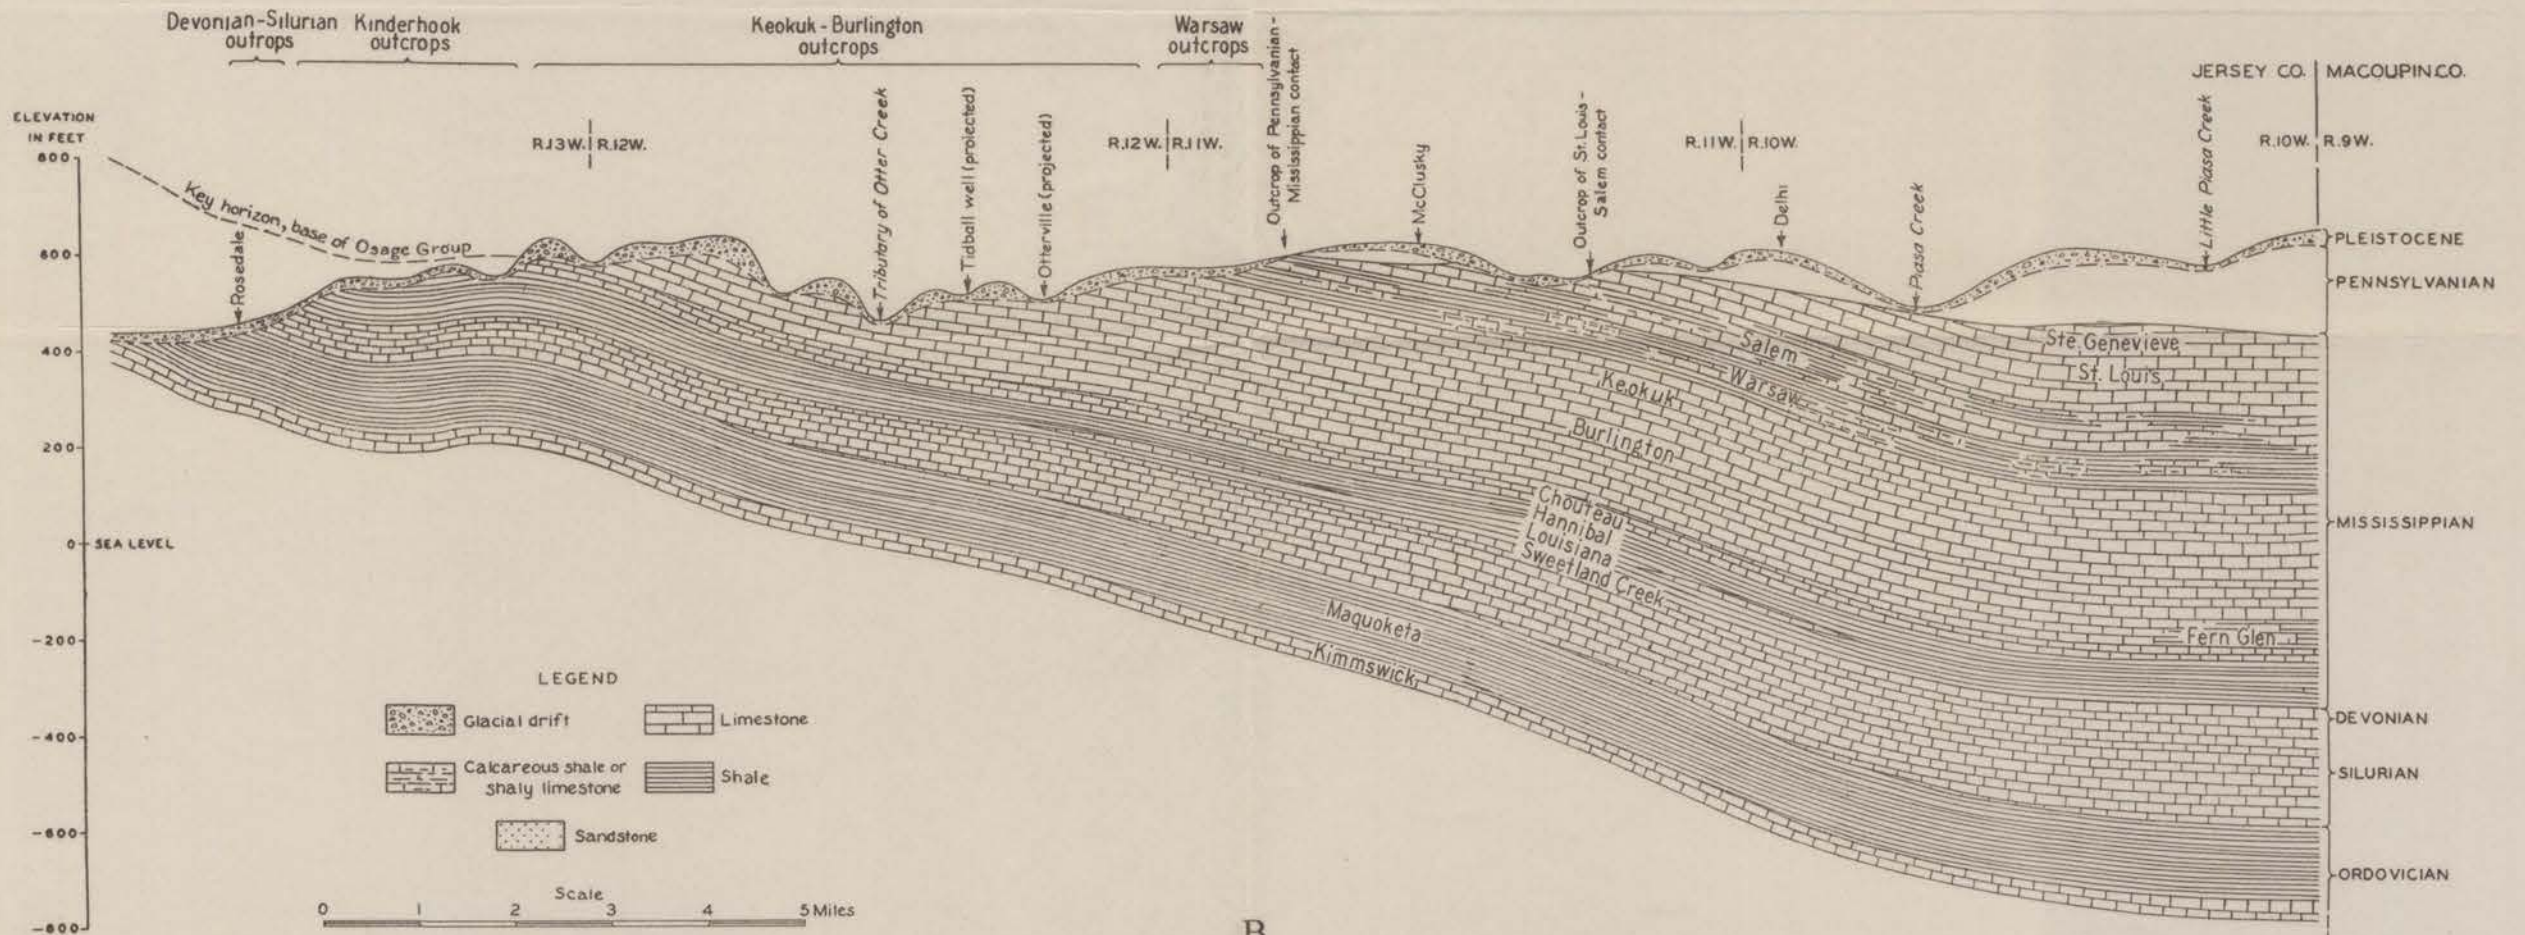 Devonian-Silurian
outrops
Kinderhook
outcrops
Keokuk-Burlington
outcrops
Warsaw
outcrops
Outcrop of Pennsylvanian-
Mississippian contact
JERSEY CO.
MACOUPIN CO.
ELEVATION
IN FEET
R.13W.
R.12W.
R.12W.
R.11W.
R.11W.
R.10W.
R.10W.
R.9W.
Key horizon, base of Osage Group
Rosedale
Tributary of Otter Creek
Tidball well (projected)
Otterville (projected)
McClusky
Outcrop of St. Louis-
Salem contact
Delhi
Piasa Creek
Little Piasa Creek
800
600
400
200
0
SEA LEVEL
-200
-400
-600
-800
PLEISTOCENE
PENNSYLVANIAN
MISSISSIPPIAN
DEVONIAN
SILURIAN
ORDOVICIAN
Ste. Genevieve
St. Louis
Salem
Warsaw
Keokuk
Burlington
Chouteau
Hannibal
Louisiana
Sweetland Creek
Fern Glen
Maquoketa
Kimmswick
LEGEND
Glacial drift
Limestone
Calcareous shale or
shaly limestone
Shale
Sandstone
Scale
0 1 2 3 4 5 Miles
B